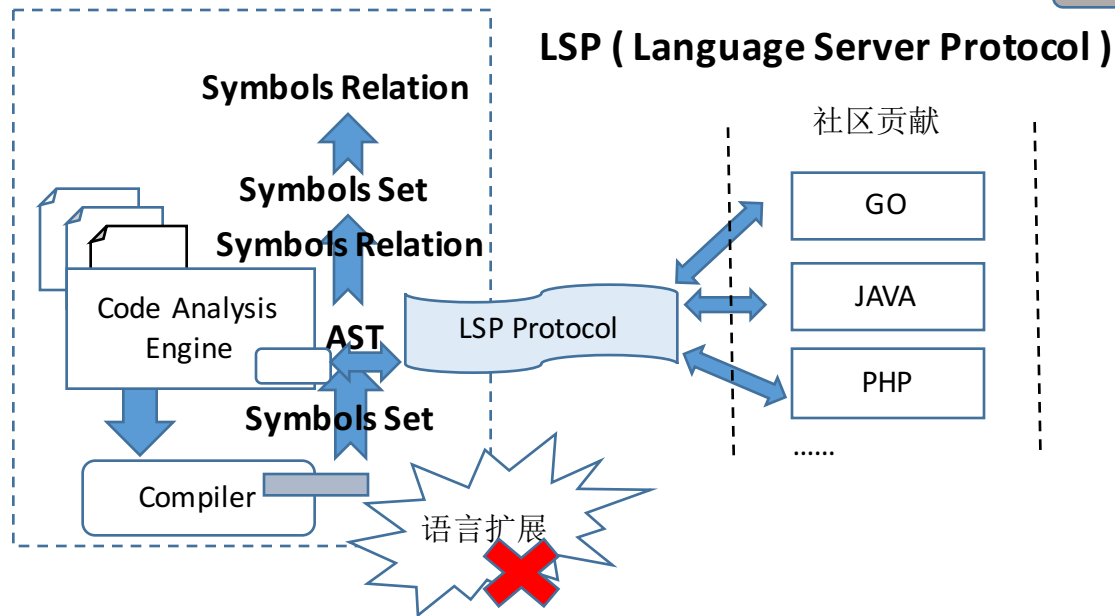 LSP ( Language Server Protocol )
Symbols Relation
Symbols Set
Symbols Relation
Code Analysis
Engine
AST
Symbols Set
Compiler
语言扩展
LSP Protocol
社区贡献
GO
JAVA
PHP
......